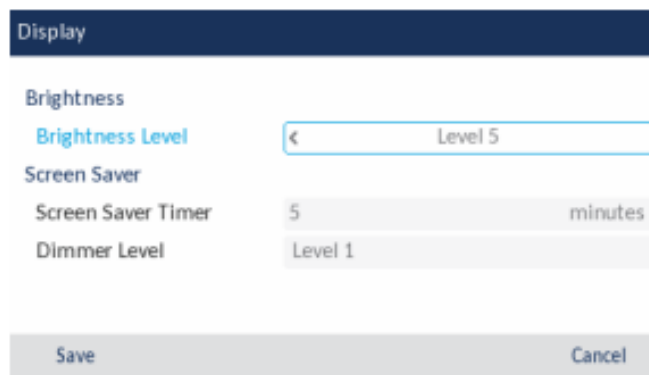 Display
Brightness
Brightness Level < Level 5
Screen Saver
Screen Saver Timer 5 minutes
Dimmer Level Level 1
Save Cancel